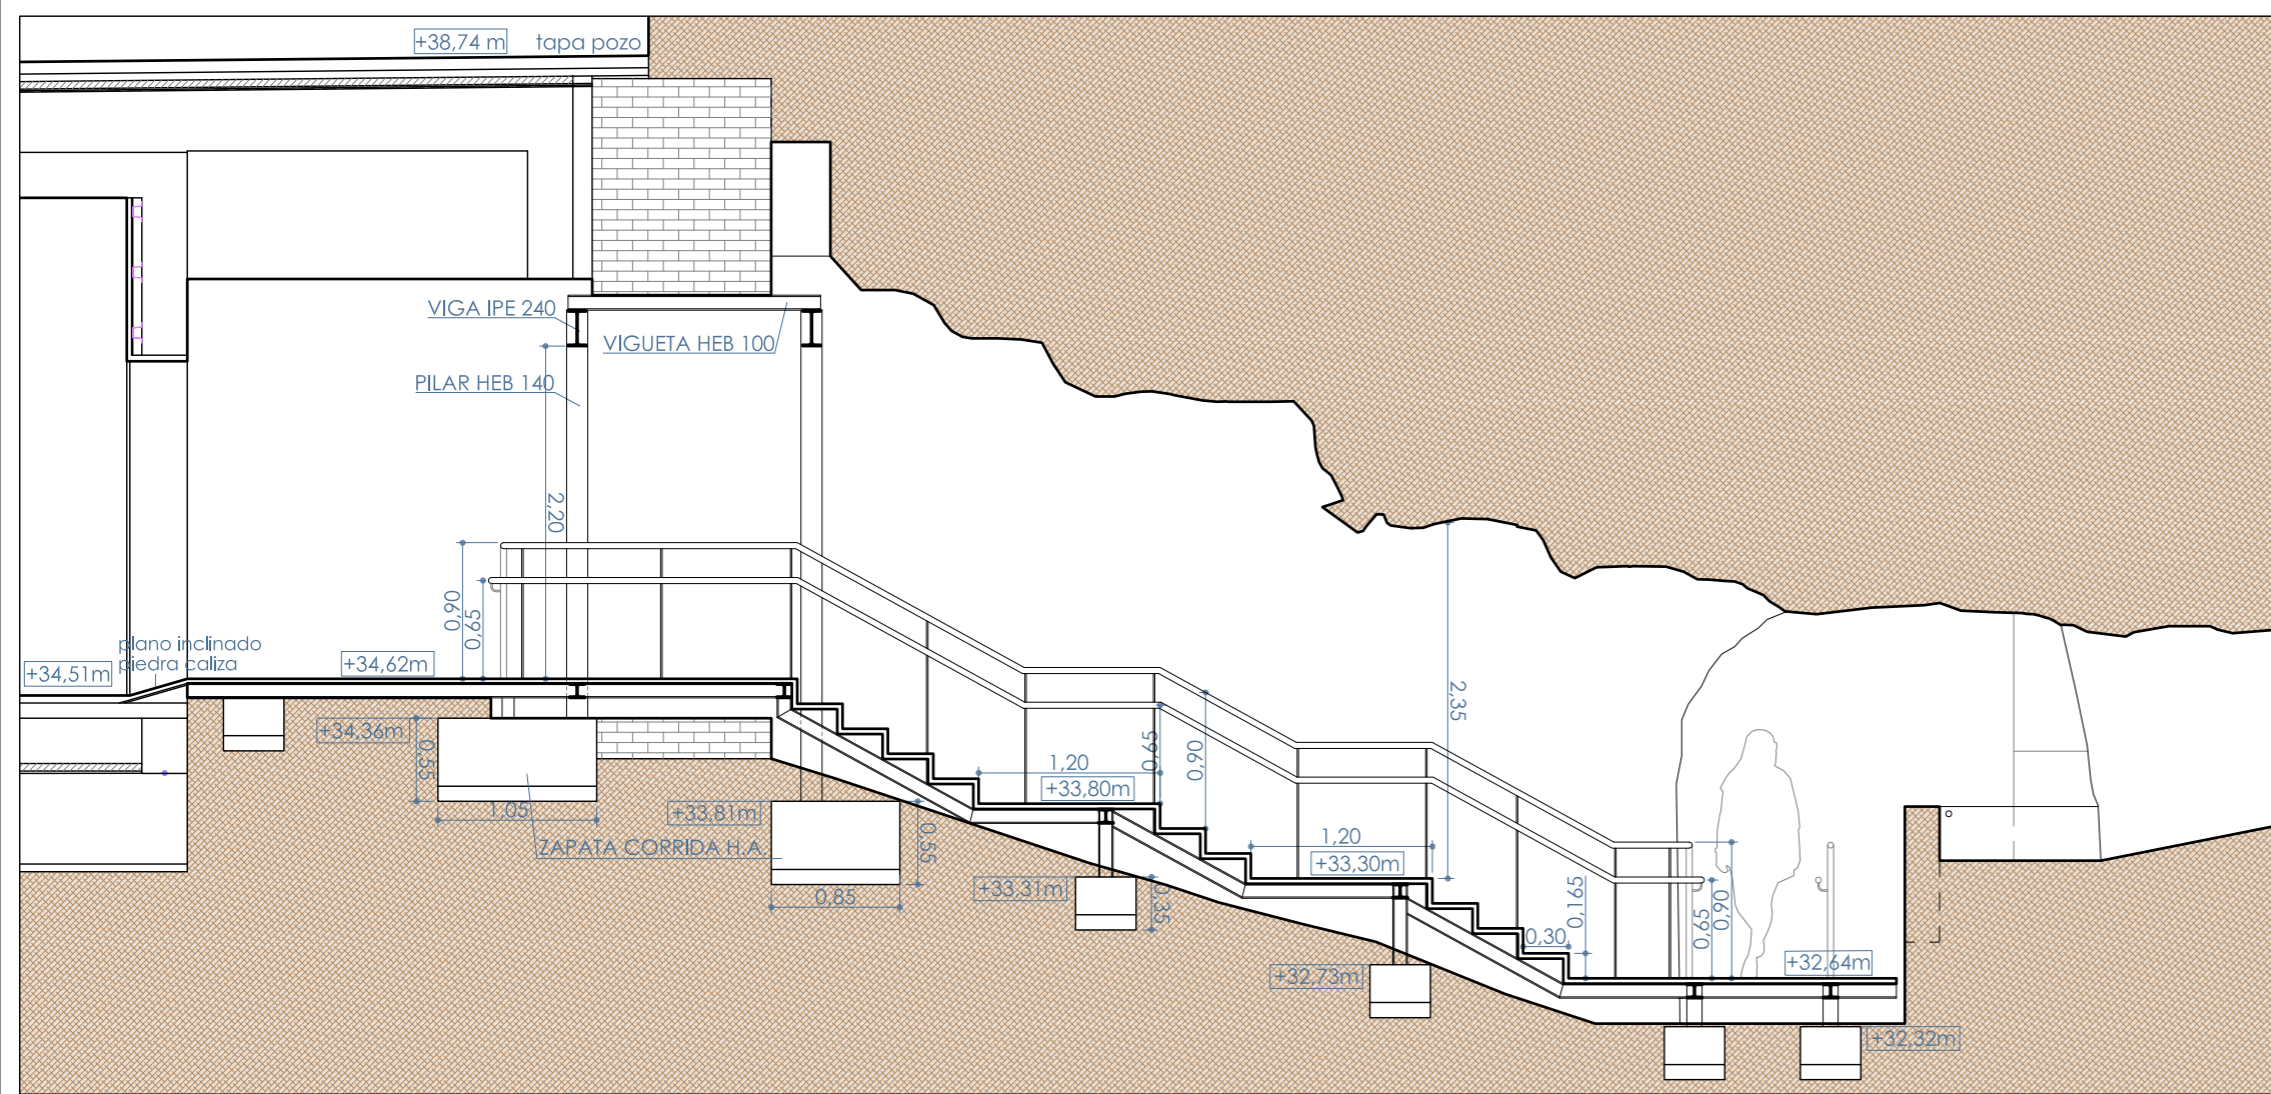 +38,74 m tapa pozo
VIGA IPE 240
VIGUETA HEB 100
PILAR HEB 140
2,20
0,90
0,65
plano inclinado
piedra caliza
+34,51m
+34,62m
+34,36m
0,55
1,05
ZAPATA CORRIDA H.A.
+33,81m
0,55
0,85
1,20
+33,80m
0,65
0,90
2,35
+33,31m
0,35
1,20
+33,30m
+32,73m
0,30
0,165
0,65
0,90
+32,64m
+32,32m